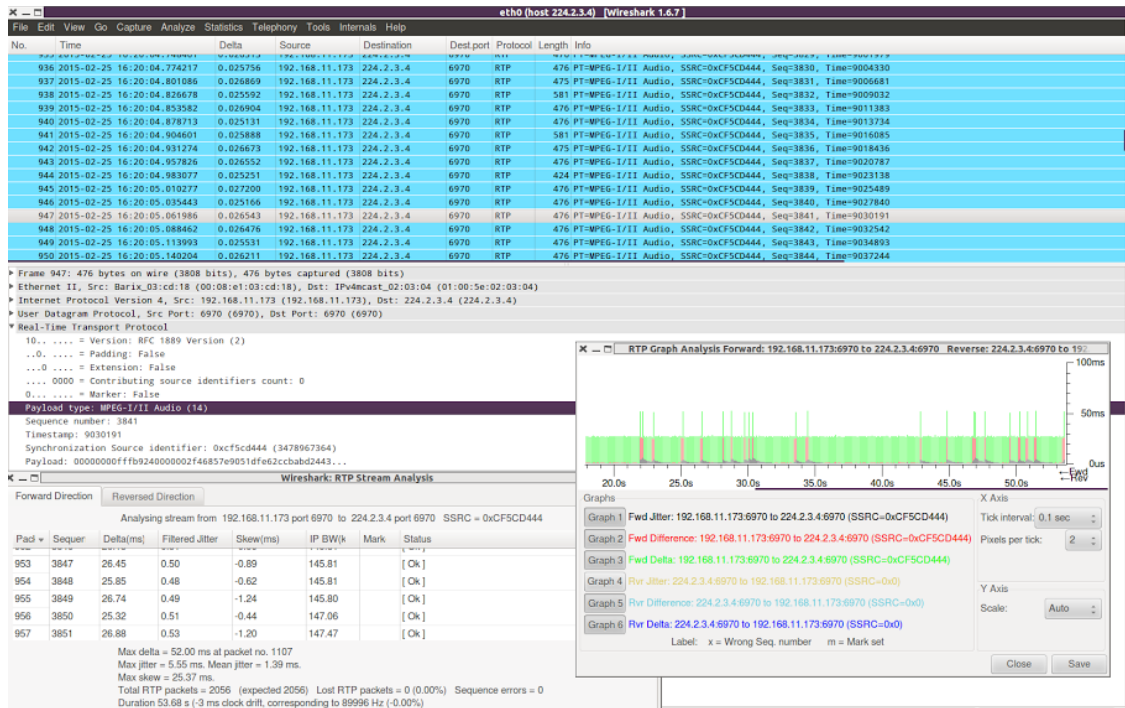 eth0 (host 224.2.3.4) [Wireshark 1.6.7 ]
File Edit View Go Capture Analyze Statistics Telephony Tools Internals Help
No. Time Delta Source Destination Dest.port Protocol Length Info
936 2015-02-25 16:20:04.774217 0.025756 192.168.11.173 224.2.3.4 6970 RTP 476 PT=MPEG-I/II Audio, SSRC=0xCF5CD444, Seq=3830, Time=9004330
937 2015-02-25 16:20:04.801086 0.026869 192.168.11.173 224.2.3.4 6970 RTP 475 PT=MPEG-I/II Audio, SSRC=0xCF5CD444, Seq=3831, Time=9006681
938 2015-02-25 16:20:04.826678 0.025592 192.168.11.173 224.2.3.4 6970 RTP 581 PT=MPEG-I/II Audio, SSRC=0xCF5CD444, Seq=3832, Time=9009032
939 2015-02-25 16:20:04.853582 0.026904 192.168.11.173 224.2.3.4 6970 RTP 476 PT=MPEG-I/II Audio, SSRC=0xCF5CD444, Seq=3833, Time=9011383
940 2015-02-25 16:20:04.878713 0.025131 192.168.11.173 224.2.3.4 6970 RTP 476 PT=MPEG-I/II Audio, SSRC=0xCF5CD444, Seq=3834, Time=9013734
941 2015-02-25 16:20:04.904601 0.025888 192.168.11.173 224.2.3.4 6970 RTP 581 PT=MPEG-I/II Audio, SSRC=0xCF5CD444, Seq=3835, Time=9016085
942 2015-02-25 16:20:04.931274 0.026673 192.168.11.173 224.2.3.4 6970 RTP 475 PT=MPEG-I/II Audio, SSRC=0xCF5CD444, Seq=3836, Time=9018436
943 2015-02-25 16:20:04.957826 0.026552 192.168.11.173 224.2.3.4 6970 RTP 476 PT=MPEG-I/II Audio, SSRC=0xCF5CD444, Seq=3837, Time=9020787
944 2015-02-25 16:20:04.983077 0.025251 192.168.11.173 224.2.3.4 6970 RTP 424 PT=MPEG-I/II Audio, SSRC=0xCF5CD444, Seq=3838, Time=9023138
945 2015-02-25 16:20:05.010277 0.027200 192.168.11.173 224.2.3.4 6970 RTP 476 PT=MPEG-I/II Audio, SSRC=0xCF5CD444, Seq=3839, Time=9025489
946 2015-02-25 16:20:05.035443 0.025166 192.168.11.173 224.2.3.4 6970 RTP 476 PT=MPEG-I/II Audio, SSRC=0xCF5CD444, Seq=3840, Time=9027840
947 2015-02-25 16:20:05.061986 0.026543 192.168.11.173 224.2.3.4 6970 RTP 476 PT=MPEG-I/II Audio, SSRC=0xCF5CD444, Seq=3841, Time=9030191
948 2015-02-25 16:20:05.088462 0.026476 192.168.11.173 224.2.3.4 6970 RTP 476 PT=MPEG-I/II Audio, SSRC=0xCF5CD444, Seq=3842, Time=9032542
949 2015-02-25 16:20:05.113993 0.025531 192.168.11.173 224.2.3.4 6970 RTP 476 PT=MPEG-I/II Audio, SSRC=0xCF5CD444, Seq=3843, Time=9034893
950 2015-02-25 16:20:05.140204 0.026211 192.168.11.173 224.2.3.4 6970 RTP 476 PT=MPEG-I/II Audio, SSRC=0xCF5CD444, Seq=3844, Time=9037244
Frame 947: 476 bytes on wire (3808 bits), 476 bytes captured (3808 bits)
Ethernet II, Src: Barix_03:cd:18 (00:08:e1:03:cd:18), Dst: IPv4mcast_02:03:04 (01:00:5e:02:03:04)
Internet Protocol Version 4, Src: 192.168.11.173 (192.168.11.173), Dst: 224.2.3.4 (224.2.3.4)
User Datagram Protocol, Src Port: 6970 (6970), Dst Port: 6970 (6970)
Real-Time Transport Protocol
10.. .... = Version: RFC 1889 Version (2)
..0. .... = Padding: False
...0 .... = Extension: False
.... 0000 = Contributing source identifiers count: 0
0... .... = Marker: False
Payload type: MPEG-I/II Audio (14)
Sequence number: 3841
Timestamp: 9030191
Synchronization Source identifier: 0xcf5cd444 (3478967364)
Payload: 00000000fffb9240000002f46857e9051dfe62ccbabd2443...
Wireshark: RTP Stream Analysis
Forward Direction Reversed Direction
Analysing stream from 192.168.11.173 port 6970 to 224.2.3.4 port 6970 SSRC = 0xCF5CD444
Pack Sequer Delta(ms) Filtered Jitter Skew(ms) IP BW(k Mark Status
953 3847 26.45 0.50 -0.89 145.81 [ Ok ]
954 3848 25.85 0.48 -0.62 145.81 [ Ok ]
955 3849 26.74 0.49 -1.24 145.80 [ Ok ]
956 3850 25.32 0.51 -0.44 147.06 [ Ok ]
957 3851 26.88 0.53 -1.20 147.47 [ Ok ]
Max delta = 52.00 ms at packet no. 1107
Max jitter = 5.55 ms. Mean jitter = 1.39 ms.
Max skew = 25.37 ms.
Total RTP packets = 2056 (expected 2056) Lost RTP packets = 0 (0.00%) Sequence errors = 0
Duration 53.68 s (-3 ms clock drift, corresponding to 89996 Hz (-0.00%)
RTP Graph Analysis Forward: 192.168.11.173:6970 to 224.2.3.4:6970 Reverse: 224.2.3.4:6970 to 192.
100ms
50ms
0us
Fwd
Rev
20.0s 25.0s 30.0s 35.0s 40.0s 45.0s 50.0s
Graphs
Graph 1 Fwd Jitter: 192.168.11.173:6970 to 224.2.3.4:6970 (SSRC=0xCF5CD444)
Graph 2 Fwd Difference: 192.168.11.173:6970 to 224.2.3.4:6970 (SSRC=0xCF5CD444)
Graph 3 Fwd Delta: 192.168.11.173:6970 to 224.2.3.4:6970 (SSRC=0xCF5CD444)
Graph 4 Rvr Jitter: 224.2.3.4:6970 to 192.168.11.173:6970 (SSRC=0x0)
Graph 5 Rvr Difference: 224.2.3.4:6970 to 192.168.11.173:6970 (SSRC=0x0)
Graph 6 Rvr Delta: 224.2.3.4:6970 to 192.168.11.173:6970 (SSRC=0x0)
Label: x = Wrong Seq. number m = Mark set
X Axis
Tick interval: 0.1 sec
Pixels per tick: 2
Y Axis
Scale: Auto
Close Save